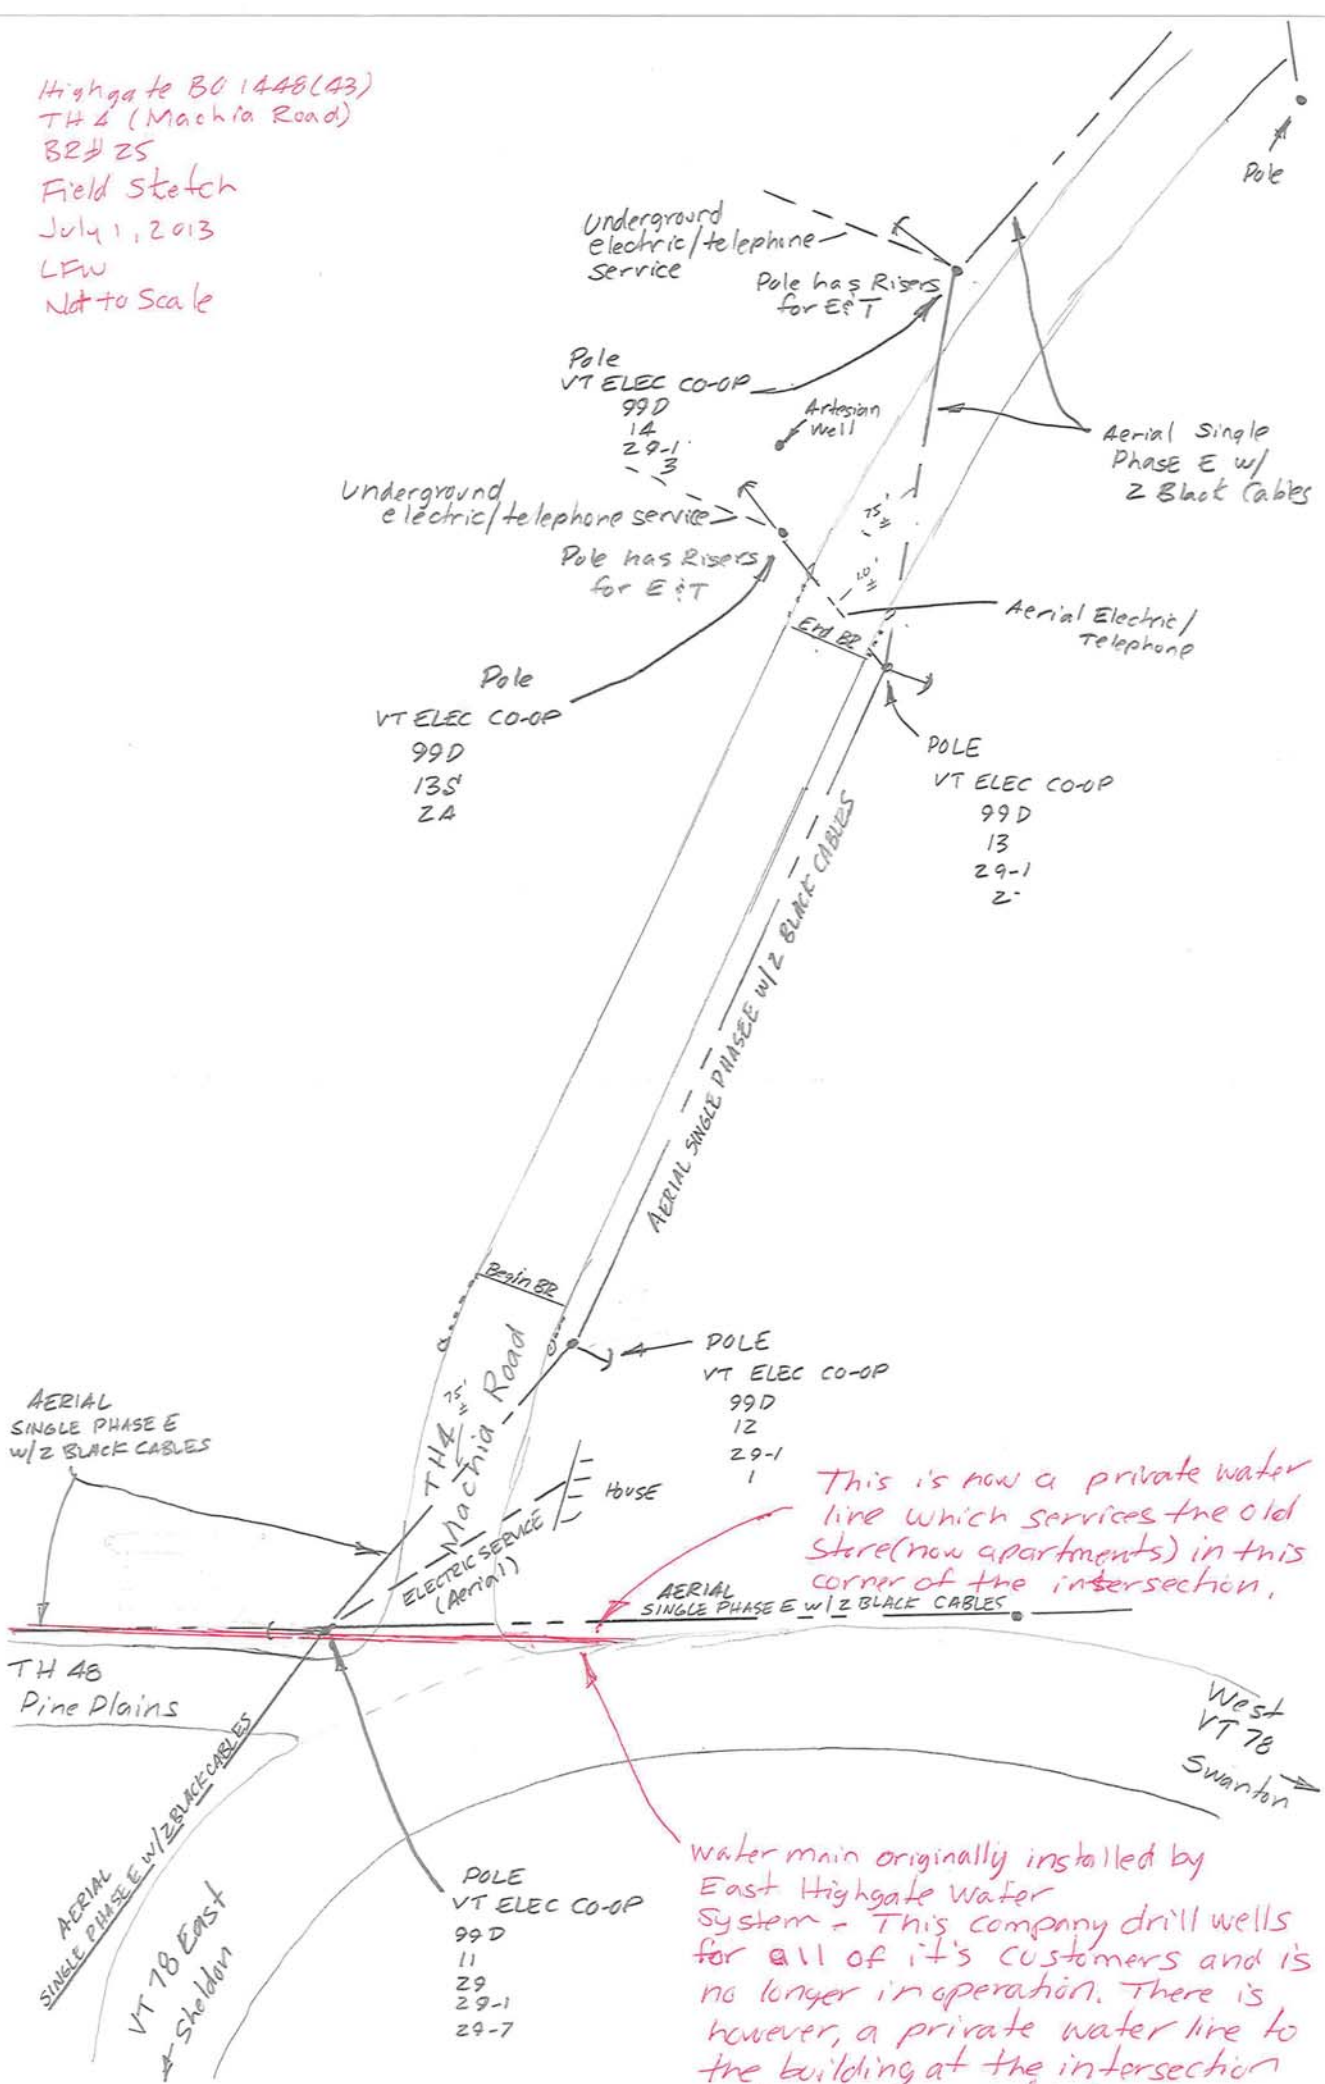 Highgate BO 1448(43)
TH 4 (Machia Road)
BR# 25
Field Sketch
July 1, 2013
LFW
Not to Scale
Pole
Underground
electric/telephone
service
Pole has Risers
for E&T
Pole
VT ELEC CO-OP
99D
14
29-1
3
Artesian
Well
Aerial Single
Phase E w/
2 Black Cables
Underground
electric/telephone service
Pole has Risers
for E&T
75'±
10'±
Aerial Electric/
Telephone
End BR
Pole
VT ELEC CO-OP
99D
13S
2A
POLE
VT ELEC CO-OP
99D
13
29-1
2
AERIAL SINGLE PHASEE W/2 BLACK CABLES
Begin BR
POLE
VT ELEC CO-OP
99D
12
29-1
1
TH4
75'±
Machia Road
AERIAL
SINGLE PHASE E
W/2 BLACK CABLES
HOUSE
ELECTRIC SERVICE
(Aerial)
This is now a private water
line which services the old
Store(now apartments) in this
corner of the intersection.
AERIAL
SINGLE PHASE E W/2 BLACK CABLES
TH 48
Pine Plains
West
VT 78
Swanton
AERIAL
SINGLE PHASE E W/2 BLACK CABLES
VT 78 East
Sheldon
POLE
VT ELEC CO-OP
99D
11
29
29-1
29-7
water main originally installed by
East Highgate Water
System - This company drill wells
for all of it's customers and is
no longer in operation. There is
however, a private water line to
the building at the intersection